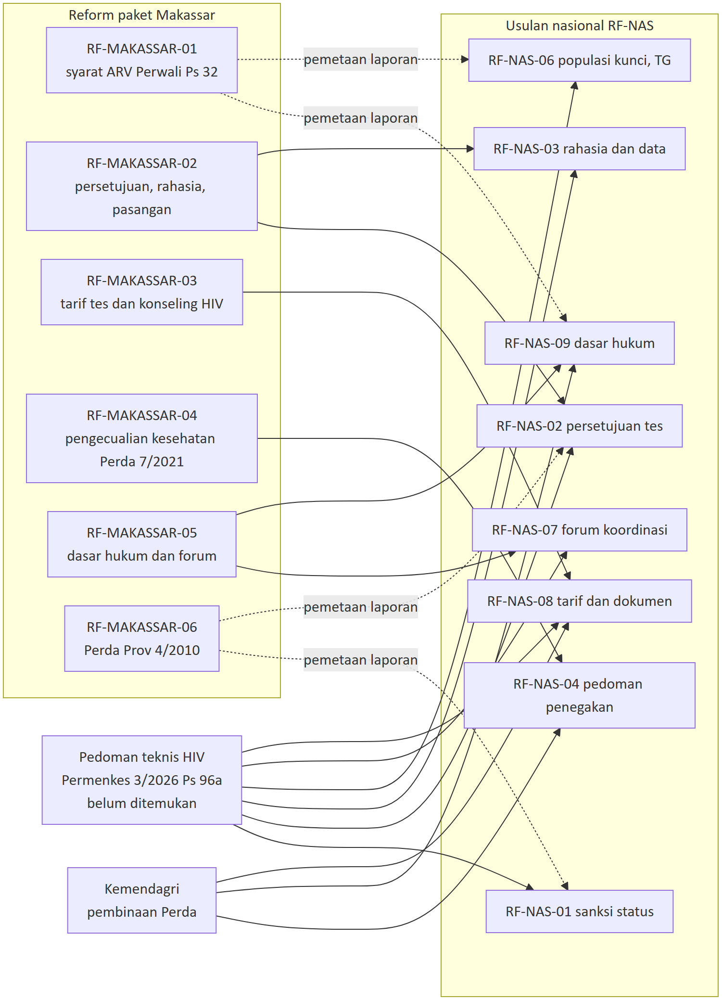 Reform paket Makassar
RF-MAKASSAR-01
syarat ARV Perwali Ps 32
RF-MAKASSAR-02
persetujuan, rahasia,
pasangan
RF-MAKASSAR-03
tarif tes dan konseling HIV
RF-MAKASSAR-04
pengecualian kesehatan
Perda 7/2021
RF-MAKASSAR-05
dasar hukum dan forum
RF-MAKASSAR-06
Perda Prov 4/2010
Pedoman teknis HIV
Permenkes 3/2026 Ps 96a
belum ditemukan
Kemendagri
pembinaan Perda
pemetaan laporan
pemetaan laporan
pemetaan laporan
pemetaan laporan
Usulan nasional RF-NAS
RF-NAS-06 populasi kunci, TG
RF-NAS-03 rahasia dan data
RF-NAS-09 dasar hukum
RF-NAS-02 persetujuan tes
RF-NAS-07 forum koordinasi
RF-NAS-08 tarif dan dokumen
RF-NAS-04 pedoman
penegakan
RF-NAS-01 sanksi status